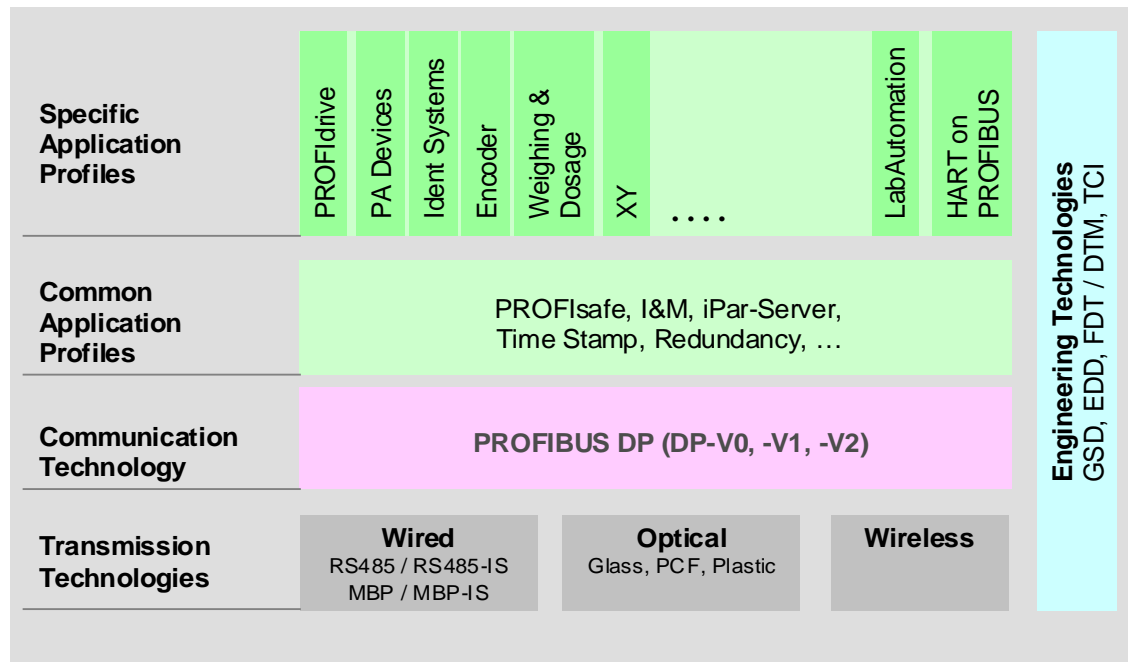 Specific
Application
Profiles
PROFIdrive
PA Devices
Ident Systems
Encoder
Weighing &
Dosage
XY
....
LabAutomation
HART on
PROFIBUS
Common
Application
Profiles
PROFIsafe, I&M, iPar-Server,
Time Stamp, Redundancy, …
Communication
Technology
PROFIBUS DP (DP-V0, -V1, -V2)
Transmission
Technologies
Wired
RS485 / RS485-IS
MBP / MBP-IS
Optical
Glass, PCF, Plastic
Wireless
Engineering Technologies
GSD, EDD, FDT / DTM, TCI